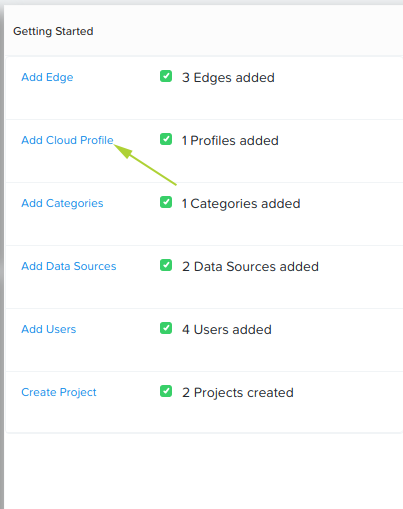 Getting Started
Add Edge 3 Edges added
Add Cloud Profile 1 Profiles added
Add Categories 1 Categories added
Add Data Sources 2 Data Sources added
Add Users 4 Users added
Create Project 2 Projects created